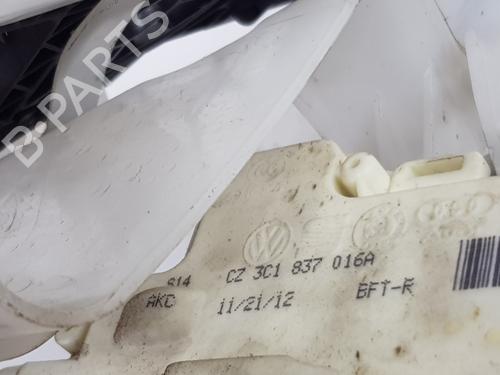 B-PARTS
S14 CZ 3C1 837 016A
AKC 11/21/12 BFT-R